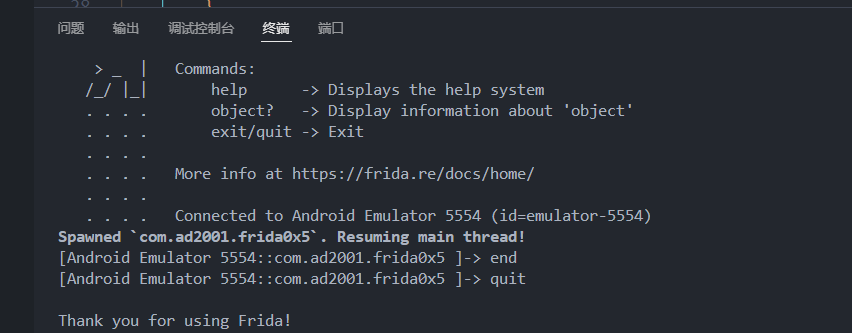 28 {
问题 输出 调试控制台 终端 端口
> _ | Commands:
/_/ |_| help -> Displays the help system
. . . . object? -> Display information about 'object'
. . . . exit/quit -> Exit
. . . .
. . . . More info at https://frida.re/docs/home/
. . . .
. . . . Connected to Android Emulator 5554 (id=emulator-5554)
Spawned `com.ad2001.frida0x5`. Resuming main thread!
[Android Emulator 5554::com.ad2001.frida0x5 ]-> end
[Android Emulator 5554::com.ad2001.frida0x5 ]-> quit
Thank you for using Frida!